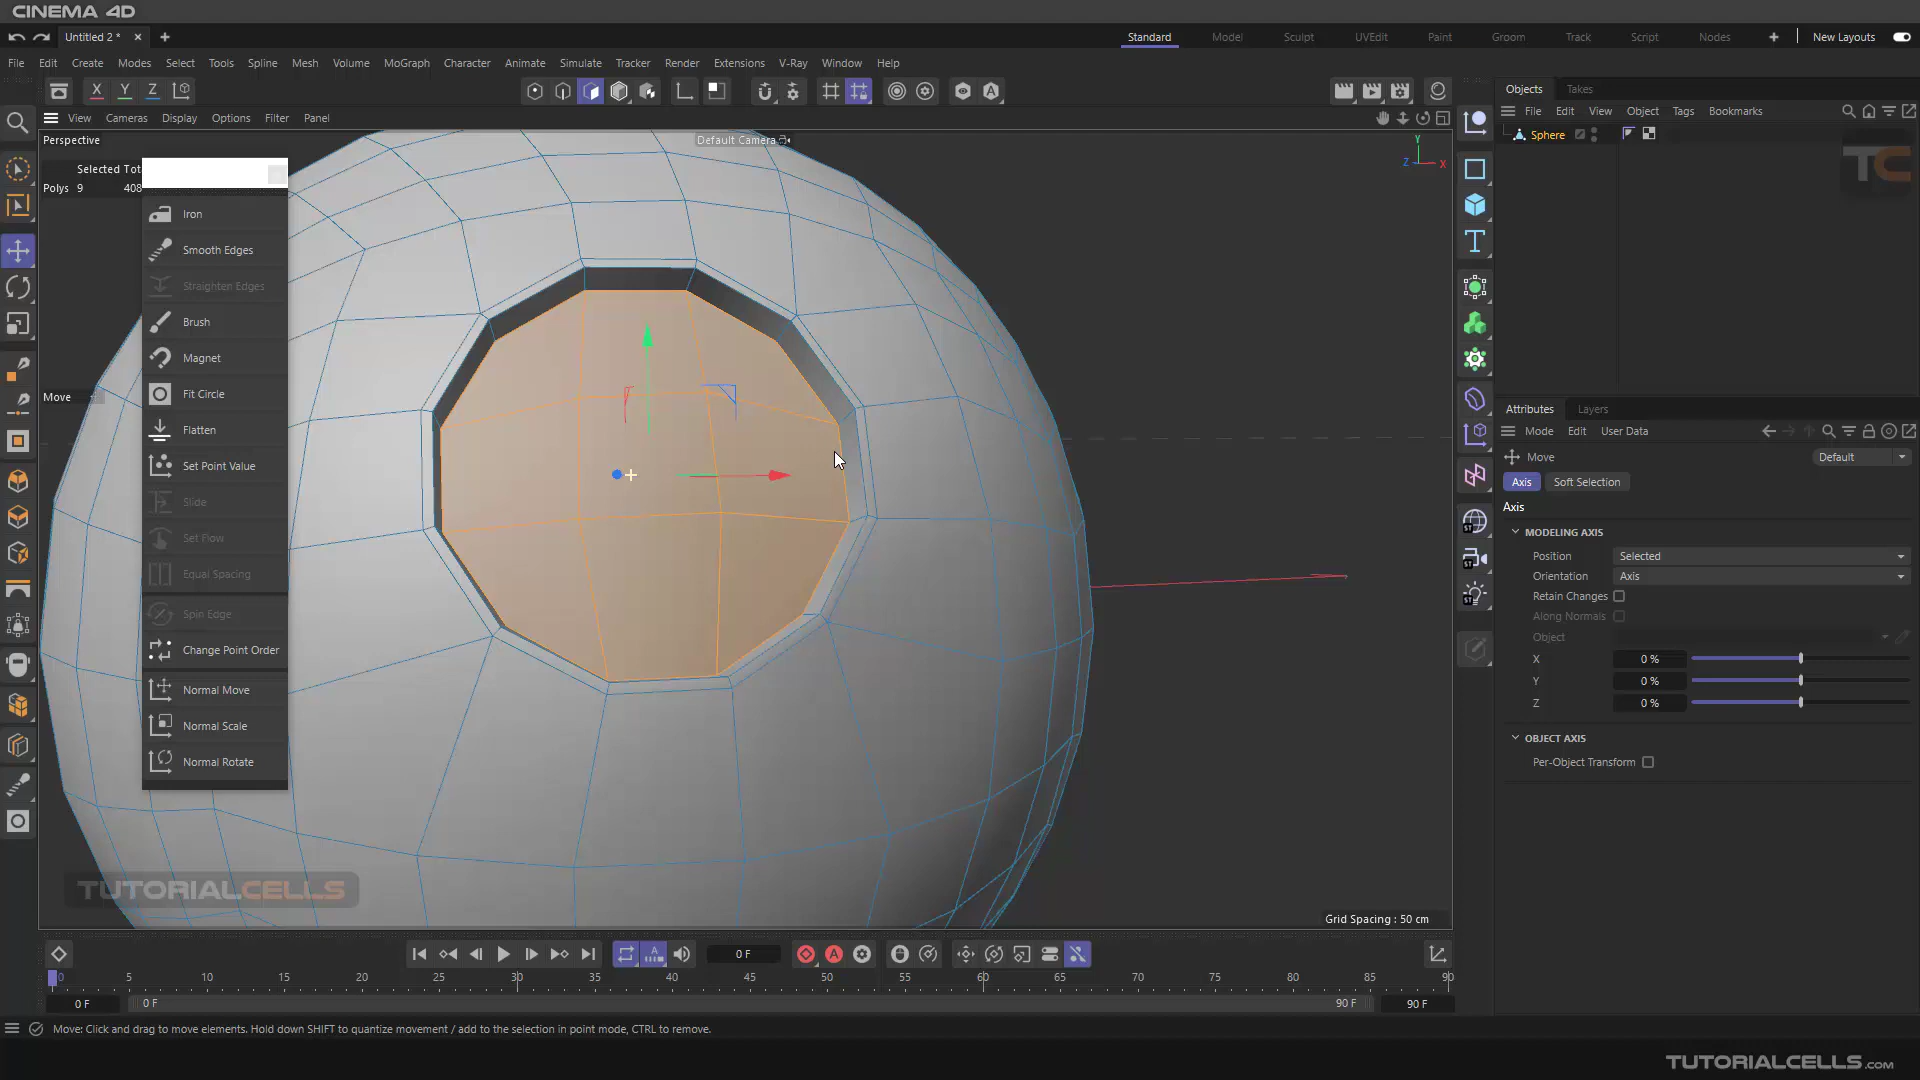 CINEMA 4D
Untitled 2 *
Standard
Model
Sculpt
UVEdit
Paint
Groom
Track
Script
Nodes
New Layouts
File
Edit
Create
Modes
Select
Tools
Spline
Mesh
Volume
MoGraph
Character
Animate
Simulate
Tracker
Render
Extensions
V-Ray
Window
Help
X
Y
Z
Objects
Takes
View
Cameras
Display
Options
Filter
Panel
File
Edit
View
Object
Tags
Bookmarks
Perspective
Default Camera
Sphere
Y
Z
X
TC
Selected Tot
Polys 9 408
Iron
Smooth Edges
Straighten Edges
Brush
Magnet
Fit Circle
Flatten
Set Point Value
Slide
Set Flow
Equal Spacing
Spin Edge
Change Point Order
Normal Move
Normal Scale
Normal Rotate
Move
Attributes
Layers
Mode
Edit
User Data
Move
Default
Axis
Soft Selection
Axis
MODELING AXIS
Position
Selected
Orientation
Axis
Retain Changes
Along Normals
Object
X
0 %
Y
0 %
Z
0 %
OBJECT AXIS
Per-Object Transform
TUTORIALCELLS
Grid Spacing : 50 cm
0 F
0
5
10
15
20
25
30
35
40
45
50
55
60
65
70
75
80
85
90
0 F
0 F
90 F
90 F
Move: Click and drag to move elements. Hold down SHIFT to quantize movement / add to the selection in point mode, CTRL to remove.
TUTORIALCELLS.COM